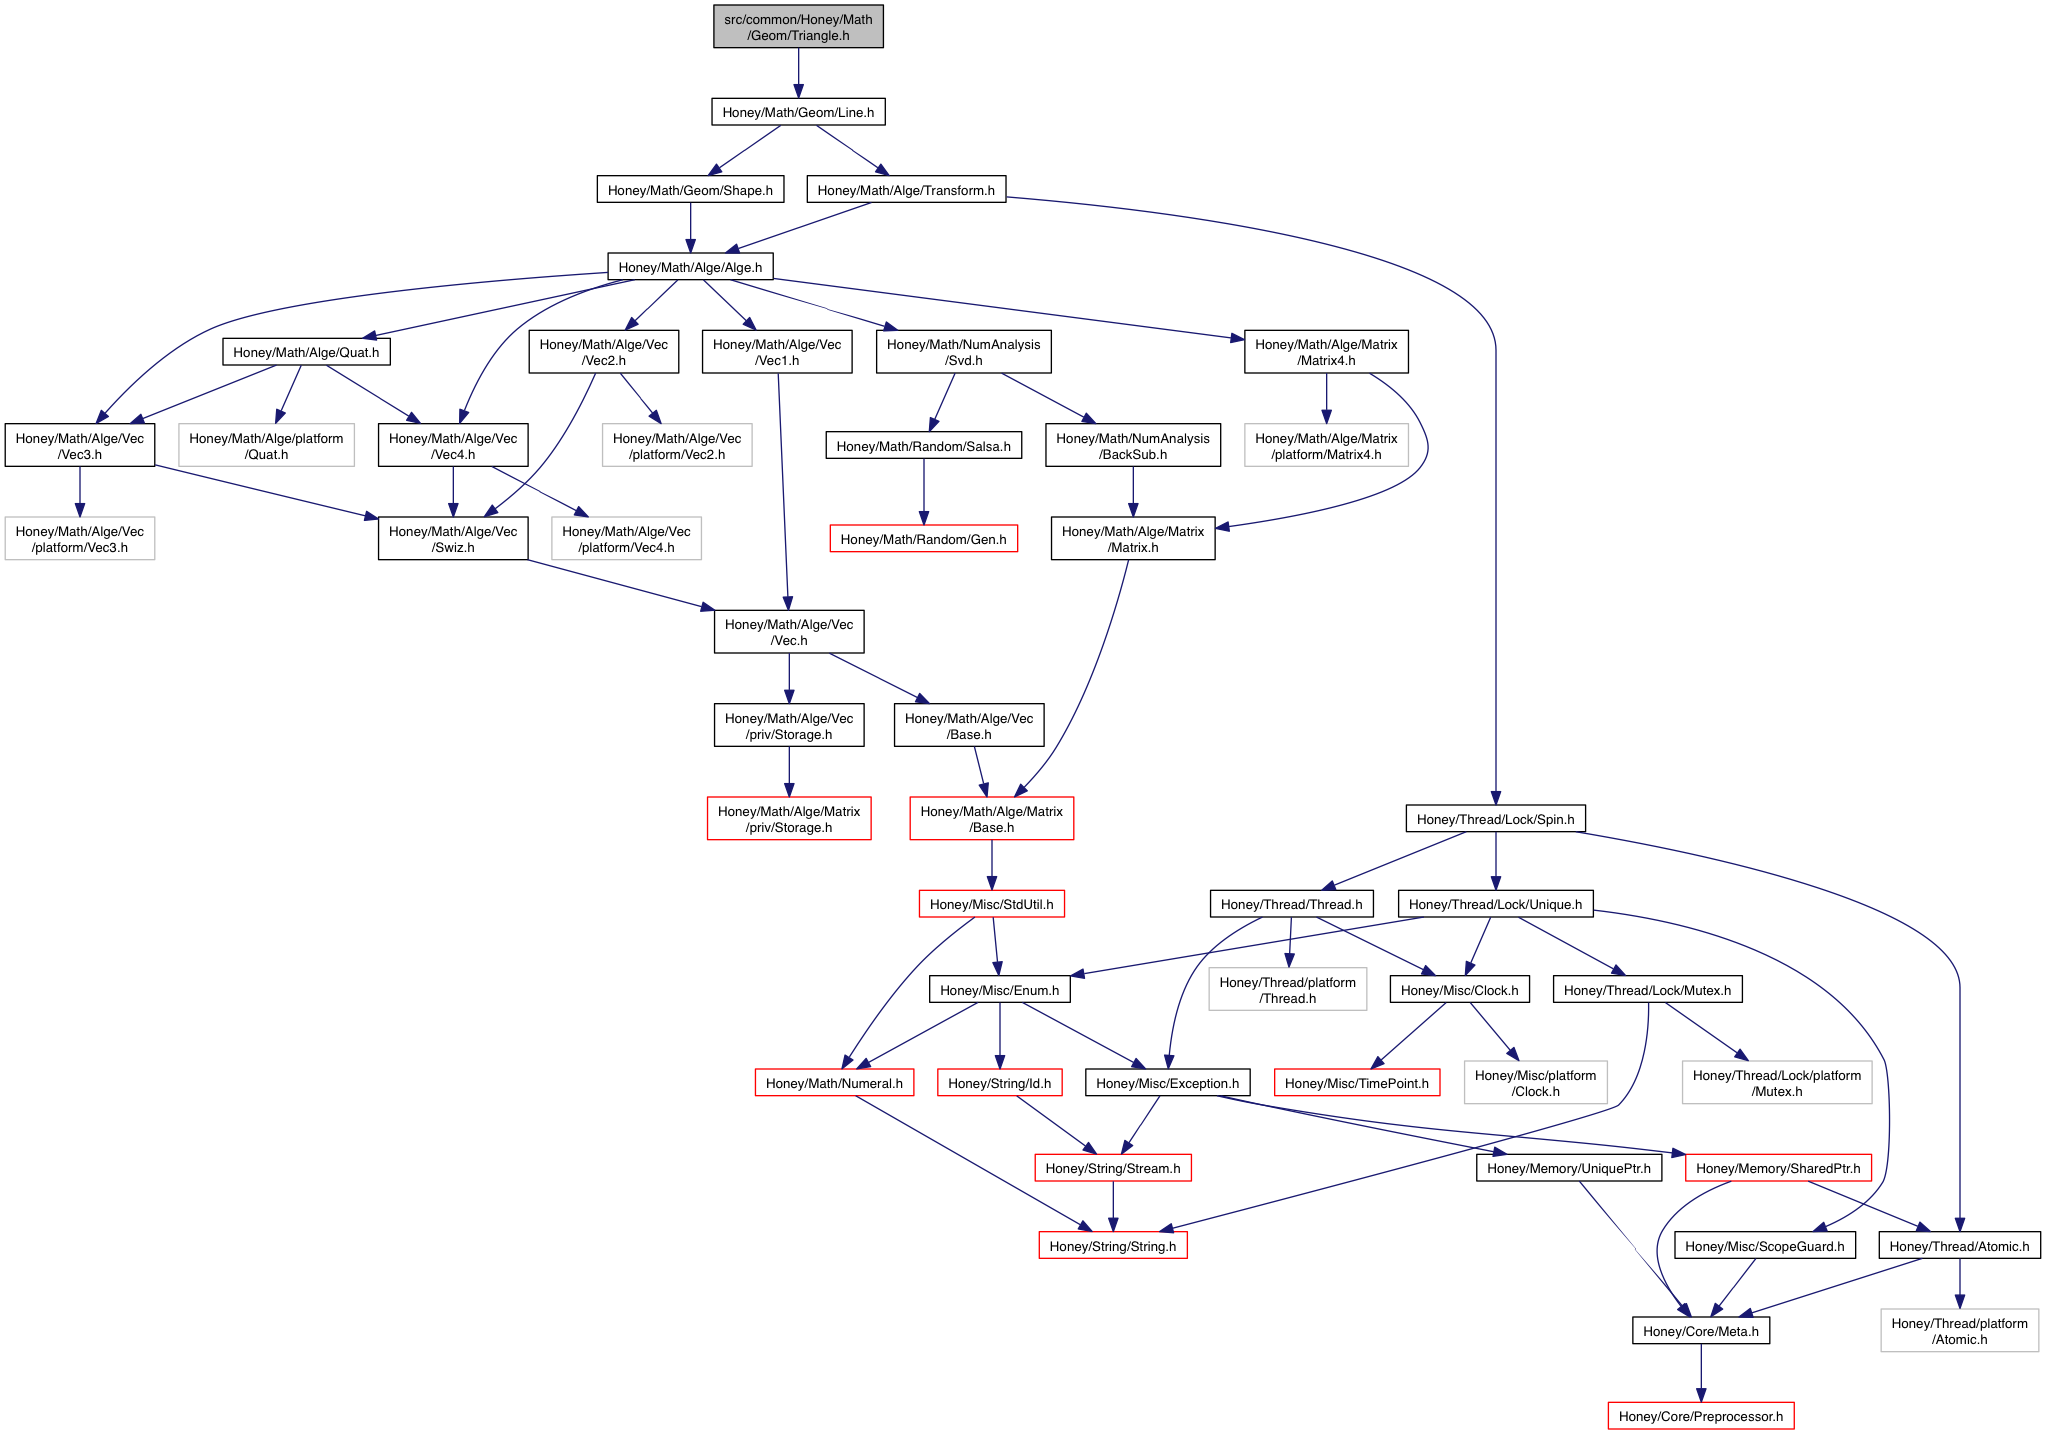 src/common/Honey/Math
/Geom/Triangle.h
Honey/Math/Geom/Line.h
Honey/Math/Geom/Shape.h
Honey/Math/Alge/Transform.h
Honey/Math/Alge/Alge.h
Honey/Math/Alge/Quat.h
Honey/Math/Alge/Vec
/Vec2.h
Honey/Math/Alge/Vec
/Vec1.h
Honey/Math/NumAnalysis
/Svd.h
Honey/Math/Alge/Matrix
/Matrix4.h
Honey/Math/Alge/Vec
/Vec3.h
Honey/Math/Alge/platform
/Quat.h
Honey/Math/Alge/Vec
/Vec4.h
Honey/Math/Alge/Vec
/platform/Vec2.h
Honey/Math/Random/Salsa.h
Honey/Math/NumAnalysis
/BackSub.h
Honey/Math/Alge/Matrix
/platform/Matrix4.h
Honey/Math/Alge/Vec
/platform/Vec3.h
Honey/Math/Alge/Vec
/Swiz.h
Honey/Math/Alge/Vec
/platform/Vec4.h
Honey/Math/Random/Gen.h
Honey/Math/Alge/Matrix
/Matrix.h
Honey/Math/Alge/Vec
/Vec.h
Honey/Math/Alge/Vec
/priv/Storage.h
Honey/Math/Alge/Vec
/Base.h
Honey/Math/Alge/Matrix
/priv/Storage.h
Honey/Math/Alge/Matrix
/Base.h
Honey/Thread/Lock/Spin.h
Honey/Misc/StdUtil.h
Honey/Thread/Thread.h
Honey/Thread/Lock/Unique.h
Honey/Misc/Enum.h
Honey/Thread/platform
/Thread.h
Honey/Misc/Clock.h
Honey/Thread/Lock/Mutex.h
Honey/Math/Numeral.h
Honey/String/Id.h
Honey/Misc/Exception.h
Honey/Misc/TimePoint.h
Honey/Misc/platform
/Clock.h
Honey/Thread/Lock/platform
/Mutex.h
Honey/String/Stream.h
Honey/Memory/UniquePtr.h
Honey/Memory/SharedPtr.h
Honey/String/String.h
Honey/Misc/ScopeGuard.h
Honey/Thread/Atomic.h
Honey/Core/Meta.h
Honey/Thread/platform
/Atomic.h
Honey/Core/Preprocessor.h